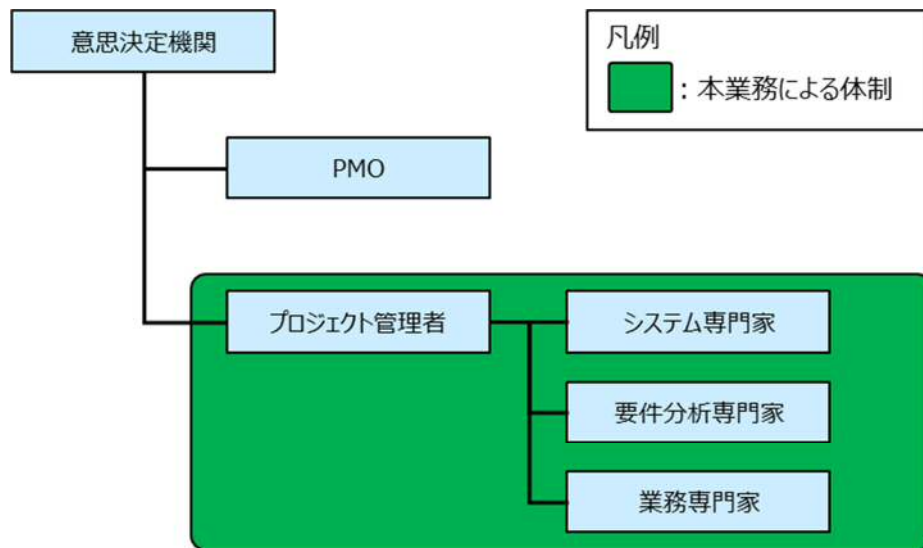 意思決定機関
凡例
：本業務による体制
PMO
プロジェクト管理者
システム専門家
要件分析専門家
業務専門家